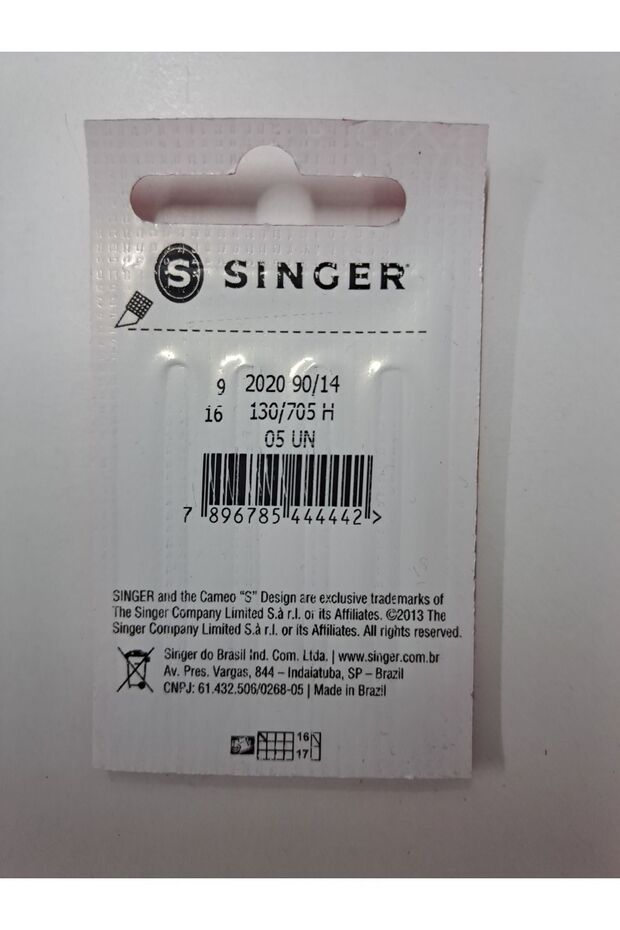 S SINGER
9 2020 90/14
16 130/705 H
05 UN
7 896785 444442 >
SINGER and the Cameo "S" Design are exclusive trademarks of
The Singer Company Limited S.à r.l. or its Affiliates. ©2013 The
Singer Company Limited S.à r.l. or its Affiliates. All rights reserved.
Singer do Brasil Ind. Com. Ltda. | www.singer.com.br
Av. Pres. Vargas, 844 – Indaiatuba, SP – Brazil
CNPJ: 61.432.506/0268-05 | Made in Brazil
16
17